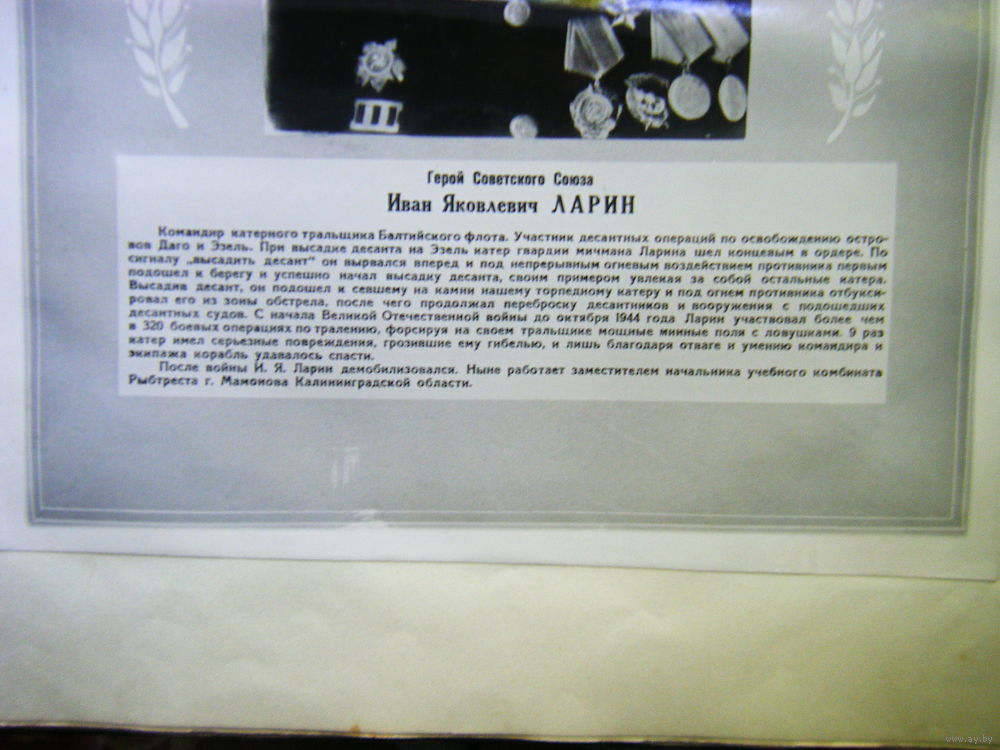 Герой Советского Союза
Иван Яковлевич ЛАРИН
Командир катерного тральщика Балтийского флота. Участник десантных операций по освобождению остро-
вов Даго и Эзель. При высадке десанта на Эзель катер гвардии мичмана Ларина шел концевым в ордере. По
сигналу „высадить десант“ он вырвался вперед и под непрерывным огневым воздействием противника первым
подошел к берегу и успешно начал высадку десанта, своим примером увлекая за собой остальные катера.
Высадив десант, он подошел к севшему на камни нашему торпедному катеру и под огнем противника отбукси-
ровал его из зоны обстрела, после чего продолжал переброску десантников и вооружения с подошедших
десантных судов. С начала Великой Отечественной войны до октября 1944 года Ларин участвовал более чем
в 320 боевых операциях по тралению, форсируя на своем тральщике мощные минные поля с ловушками. 9 раз
катер имел серьезные повреждения, грозившие ему гибелью, и лишь благодаря отваге и умению командира и
экипажа корабль удавалось спасти.
После войны И. Я. Ларин демобилизовался. Ныне работает заместителем начальника учебного комбината
Рыбтреста г. Мамонова Калининградской области.
www.ay.by